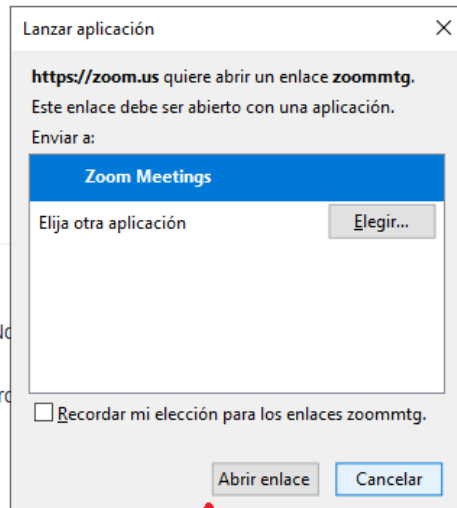 Lanzar aplicación
https://zoom.us quiere abrir un enlace zoommtg.
Este enlace debe ser abierto con una aplicación.
Enviar a:
Zoom Meetings
Elija otra aplicación
Elegir...
Recordar mi elección para los enlaces zoommtg.
Abrir enlace
Cancelar